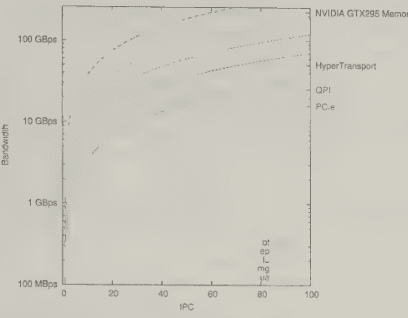 NVIDIA GTX295 Memor
100 GBps
HyperTransport
QPI
PC.e
10 GBps
Bandwidth
1 GBps
100 MBps
0 20 40 60 80 100
IPC